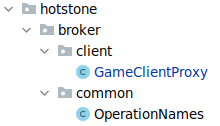 hotstone
broker
client
GameClientProxy
common
OperationNames